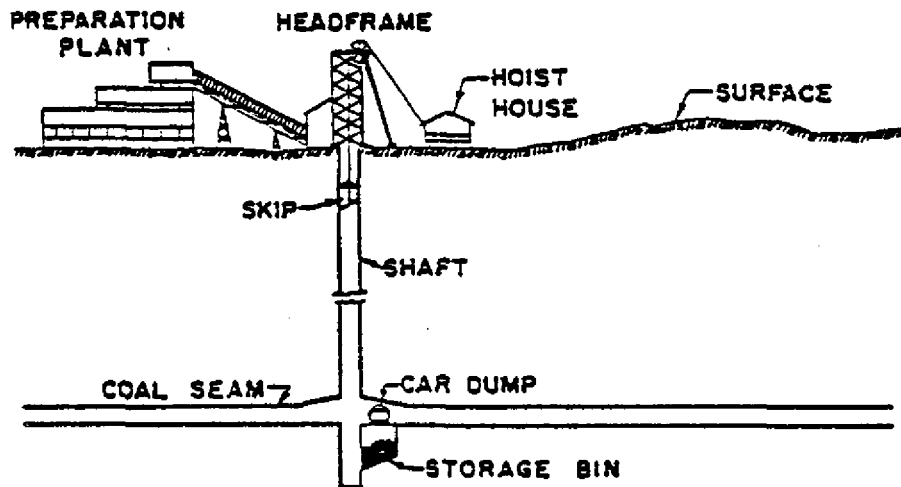 PREPARATION
PLANT
HEADFRAME
HOIST
HOUSE
SURFACE
SKIP
SHAFT
COAL SEAM
CAR DUMP
STORAGE BIN